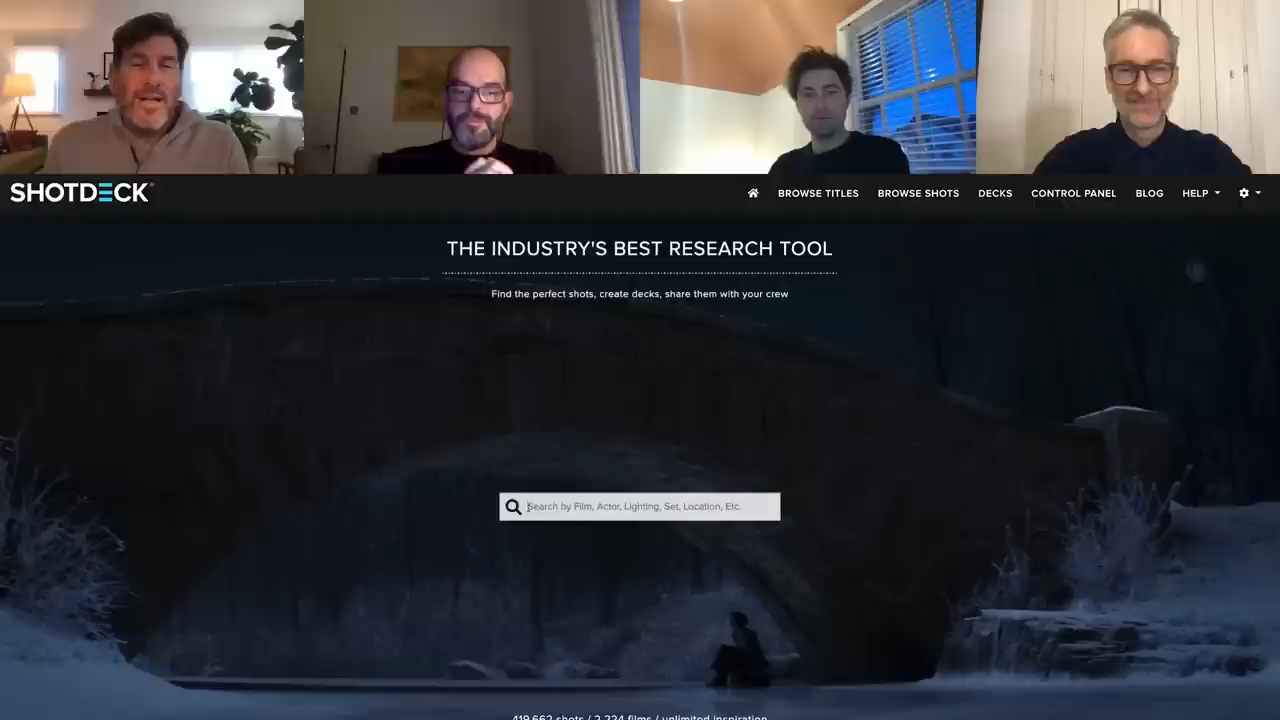 SHOTDECK
BROWSE TITLES
BROWSE SHOTS
DECKS
CONTROL PANEL
BLOG
HELP
THE INDUSTRY'S BEST RESEARCH TOOL
Find the perfect shots, create decks, share them with your crew
Search by Film, Actor, Lighting, Set, Location, Etc.
419,662 shots / 2,224 films / unlimited inspiration